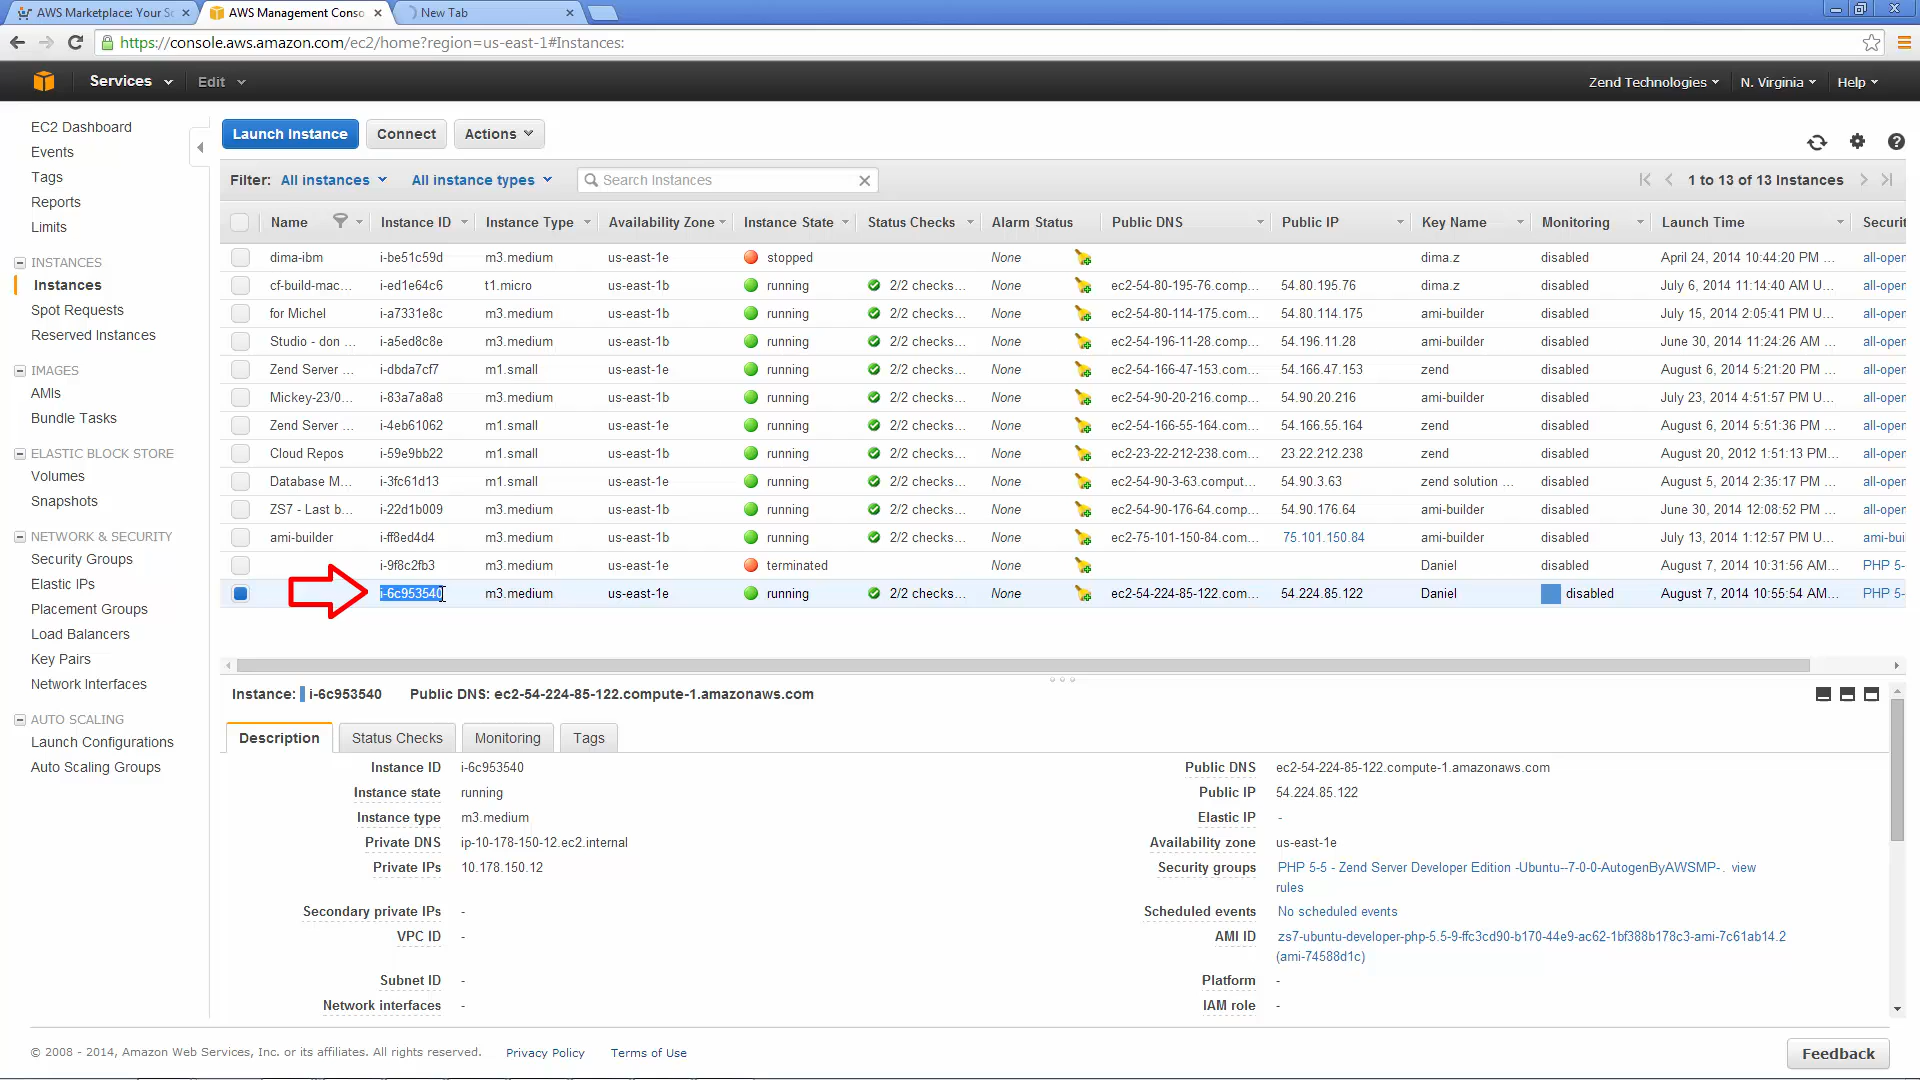 AWS Marketplace: Your So
AWS Management Conso
New Tab
https://console.aws.amazon.com/ec2/home?region=us-east-1#Instances:
Services Edit Zend Technologies N. Virginia Help
EC2 Dashboard
Events
Tags
Reports
Limits
INSTANCES
Instances
Spot Requests
Reserved Instances
IMAGES
AMIs
Bundle Tasks
ELASTIC BLOCK STORE
Volumes
Snapshots
NETWORK & SECURITY
Security Groups
Elastic IPs
Placement Groups
Load Balancers
Key Pairs
Network Interfaces
AUTO SCALING
Launch Configurations
Auto Scaling Groups
Launch Instance Connect Actions
Filter: All instances All instance types Search Instances 1 to 13 of 13 Instances
Name Instance ID Instance Type Availability Zone Instance State Status Checks Alarm Status Public DNS Public IP Key Name Monitoring Launch Time Securit
dima-ibm i-be51c59d m3.medium us-east-1e stopped None dima.z disabled April 24, 2014 10:44:20 PM ... all-open
cf-build-mac... i-ed1e64c6 t1.micro us-east-1b running 2/2 checks... None ec2-54-80-195-76.comp... 54.80.195.76 dima.z disabled July 6, 2014 11:14:40 AM U... all-open
for Michel i-a7331e8c m3.medium us-east-1b running 2/2 checks... None ec2-54-80-114-175.com... 54.80.114.175 ami-builder disabled July 15, 2014 2:05:41 PM U... all-open
Studio - don ... i-a5ed8c8e m3.medium us-east-1b running 2/2 checks... None ec2-54-196-11-28.comp... 54.196.11.28 ami-builder disabled June 30, 2014 11:24:26 AM ... all-open
Zend Server ... i-dbda7cf7 m1.small us-east-1e running 2/2 checks... None ec2-54-166-47-153.com... 54.166.47.153 zend disabled August 6, 2014 5:21:20 PM ... all-open
Mickey-23/0... i-83a7a8a8 m3.medium us-east-1b running 2/2 checks... None ec2-54-90-20-216.comp... 54.90.20.216 ami-builder disabled July 23, 2014 4:51:57 PM U... all-open
Zend Server ... i-4eb61062 m1.small us-east-1e running 2/2 checks... None ec2-54-166-55-164.com... 54.166.55.164 zend disabled August 6, 2014 5:51:36 PM ... all-open
Cloud Repos i-59e9bb22 m1.small us-east-1b running 2/2 checks... None ec2-23-22-212-238.com... 23.22.212.238 zend disabled August 20, 2012 1:51:13 PM... all-open
Database M... i-3fc61d13 m1.small us-east-1e running 2/2 checks... None ec2-54-90-3-63.comput... 54.90.3.63 zend solution ... disabled August 5, 2014 2:35:17 PM ... all-open
ZS7 - Last b... i-22d1b009 m3.medium us-east-1b running 2/2 checks... None ec2-54-90-176-64.comp... 54.90.176.64 ami-builder disabled June 30, 2014 12:08:52 PM ... all-open
ami-builder i-ff8ed4d4 m3.medium us-east-1b running 2/2 checks... None ec2-75-101-150-84.com... 75.101.150.84 ami-builder disabled July 13, 2014 1:12:57 PM U... ami-bui
i-9f8c2fb3 m3.medium us-east-1e terminated None Daniel disabled August 7, 2014 10:31:56 AM... PHP 5-
i-6c953540 m3.medium us-east-1e running 2/2 checks... None ec2-54-224-85-122.com... 54.224.85.122 Daniel disabled August 7, 2014 10:55:54 AM... PHP 5-
Instance: i-6c953540 Public DNS: ec2-54-224-85-122.compute-1.amazonaws.com
Description Status Checks Monitoring Tags
Instance ID i-6c953540 Public DNS ec2-54-224-85-122.compute-1.amazonaws.com
Instance state running Public IP 54.224.85.122
Instance type m3.medium Elastic IP -
Private DNS ip-10-178-150-12.ec2.internal Availability zone us-east-1e
Private IPs 10.178.150.12 Security groups PHP 5-5 - Zend Server Developer Edition -Ubuntu--7-0-0-AutogenByAWSMP-. view
rules
Secondary private IPs - Scheduled events No scheduled events
VPC ID - AMI ID zs7-ubuntu-developer-php-5.5-9-ffc3cd90-b170-44e9-ac62-1bf388b178c3-ami-7c61ab14.2
(ami-74588d1c)
Subnet ID - Platform -
Network interfaces - IAM role -
© 2008 - 2014, Amazon Web Services, Inc. or its affiliates. All rights reserved. Privacy Policy Terms of Use Feedback